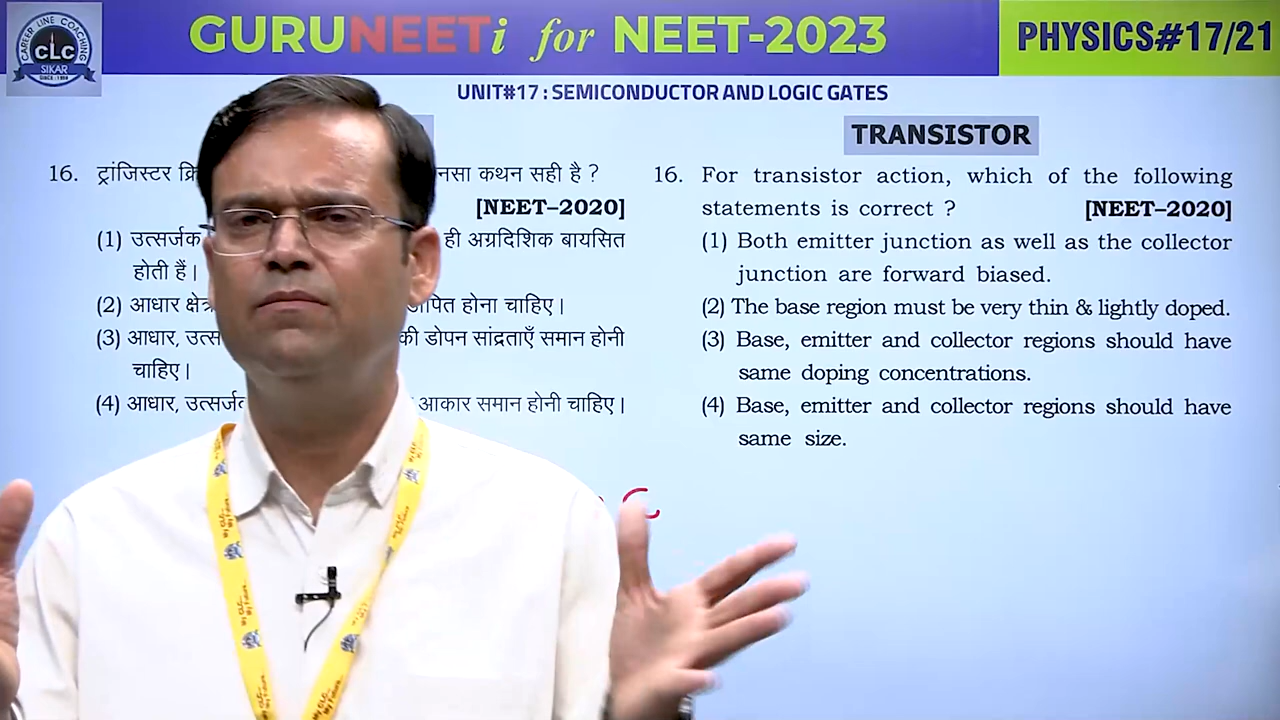 CAREER LINE COACHING
CLC
SIKAR
SINCE - 1996
GURUNEETi for NEET-2023
PHYSICS#17/21
UNIT#17 : SEMICONDUCTOR AND LOGIC GATES
16. ट्रांजिस्टर कथन सही है ?
[NEET–2020]
(1) उत्सर्जक ही अग्रदिशिक बायसित
होती हैं।
(2) आधार होना चाहिए।
(3) आधार, की डोपन सांद्रताएँ समान होनी
चाहिए।
(4) आधार, आकार समान होनी चाहिए।
TRANSISTOR
16. For transistor action, which of the following
statements is correct ? [NEET–2020]
(1) Both emitter junction as well as the collector
junction are forward biased.
(2) The base region must be very thin & lightly doped.
(3) Base, emitter and collector regions should have
same doping concentrations.
(4) Base, emitter and collector regions should have
same size.
C